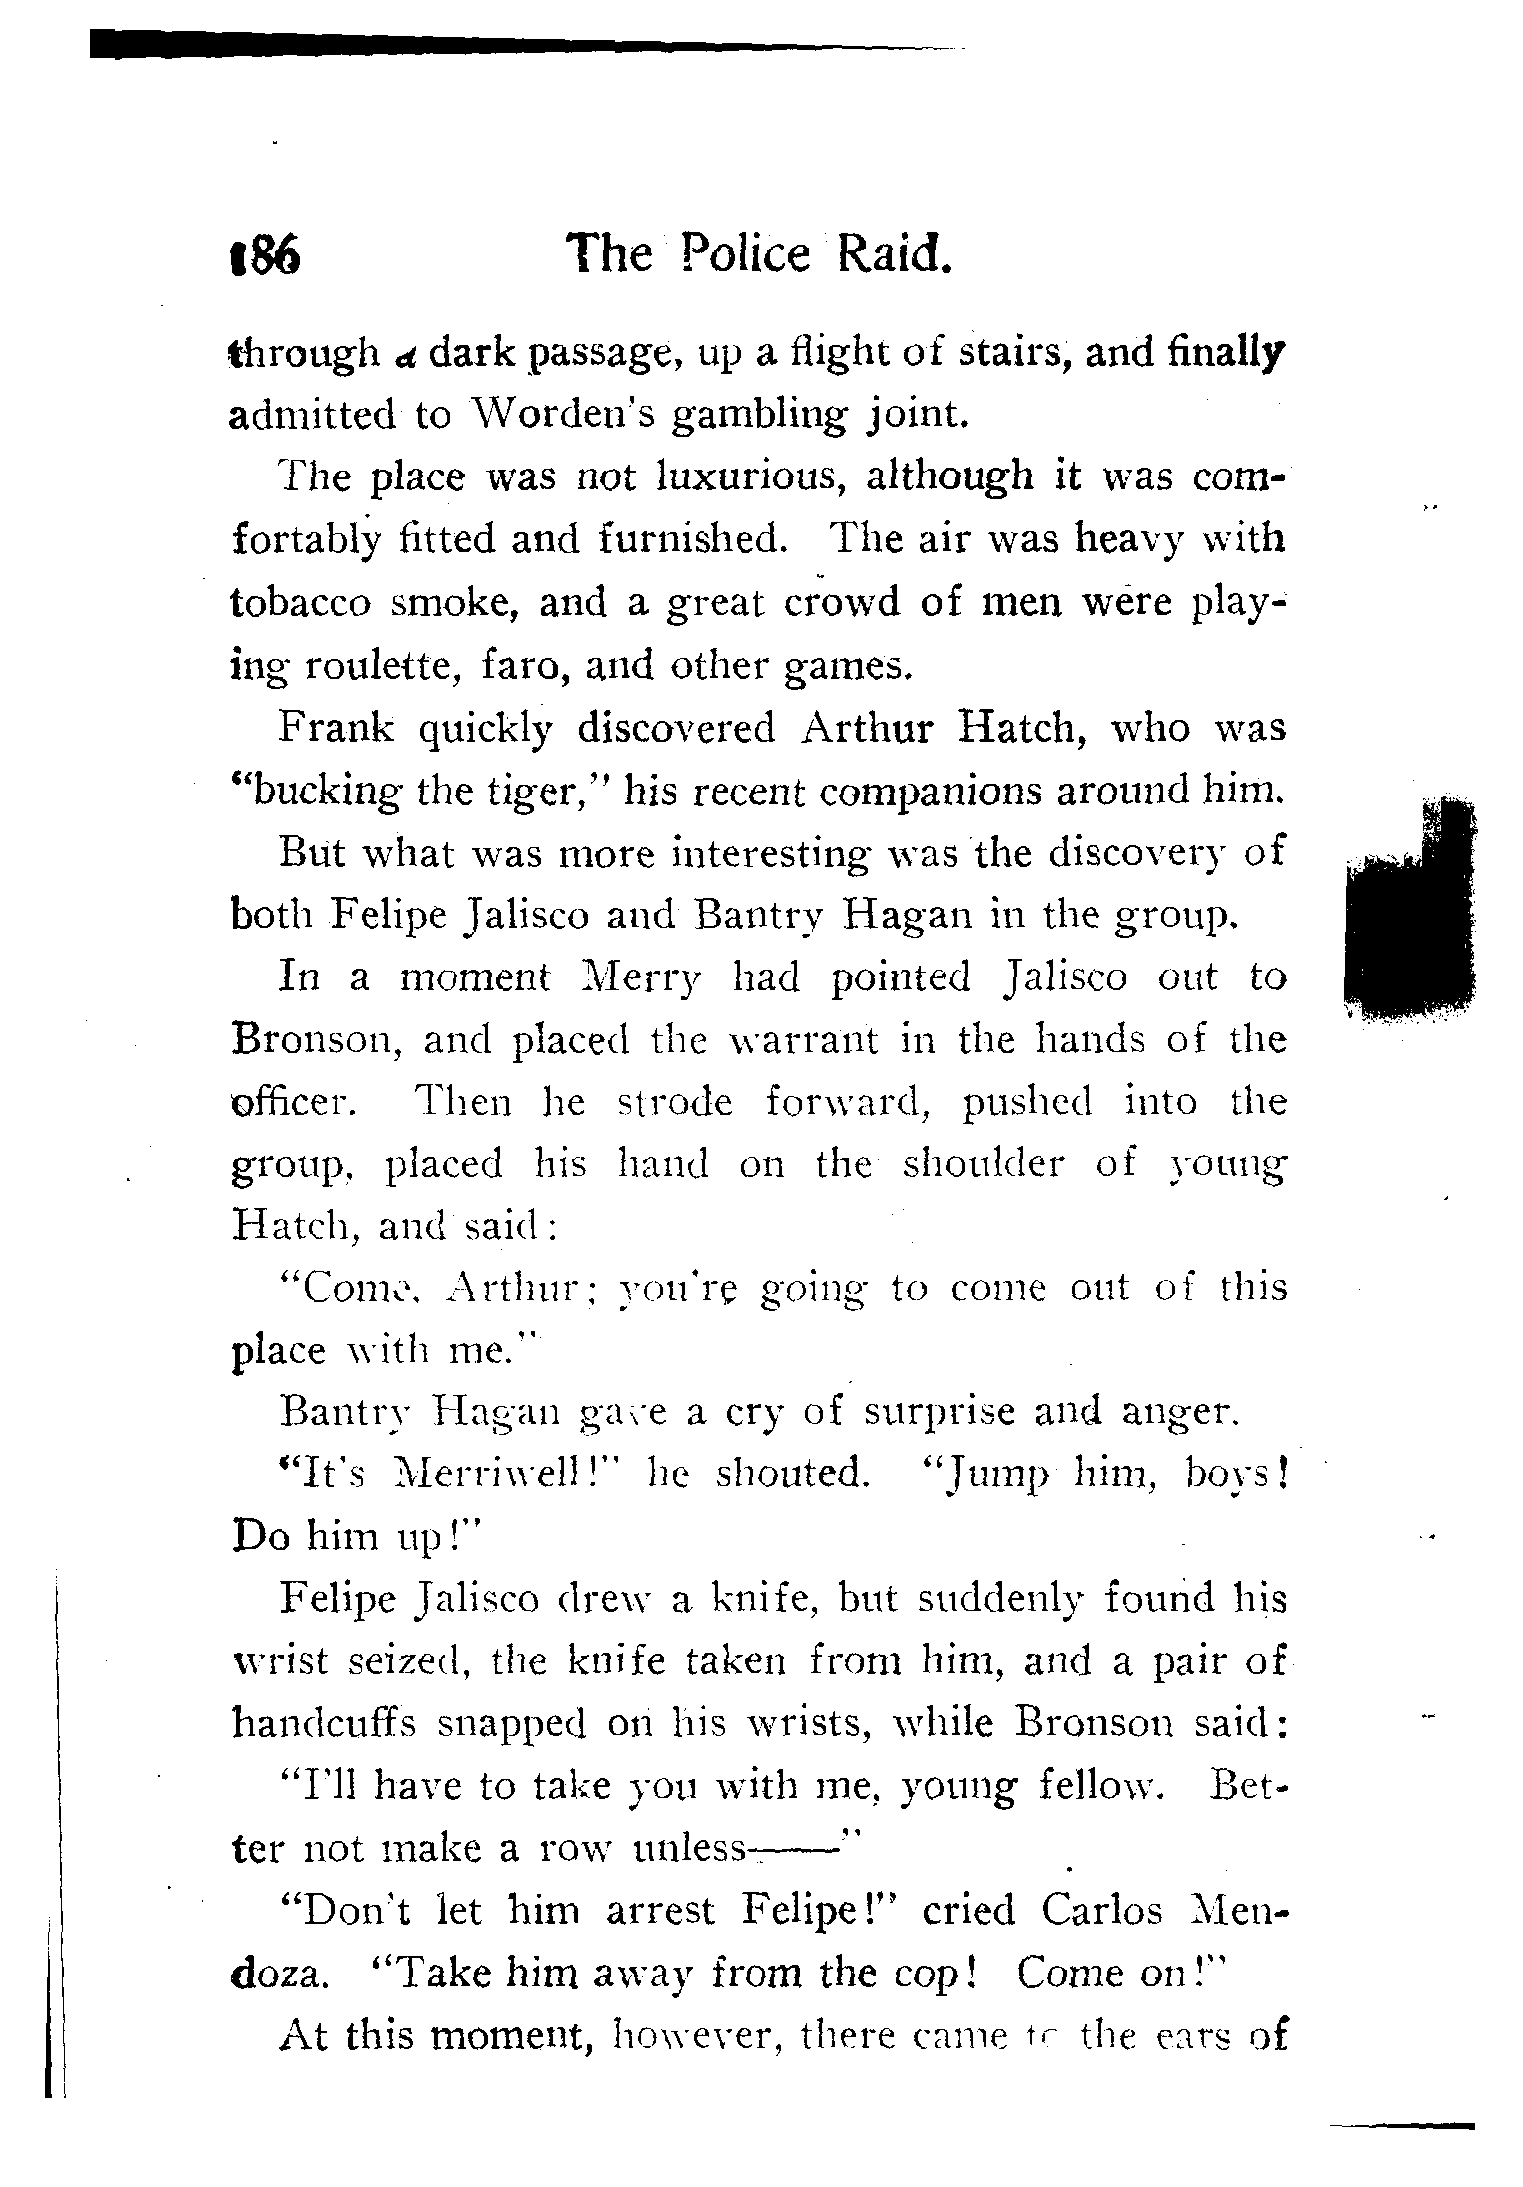 186 The Police Raid.
through a dark passage, up a flight of stairs, and finally
admitted to Worden's gambling joint.
The place was not luxurious, although it was com-
fortably fitted and furnished. The air was heavy with
tobacco smoke, and a great crowd of men were play-
ing roulette, faro, and other games.
Frank quickly discovered Arthur Hatch, who was
"bucking the tiger," his recent companions around him.
But what was more interesting was the discovery of
both Felipe Jalisco and Bantry Hagan in the group.
In a moment Merry had pointed Jalisco out to
Bronson, and placed the warrant in the hands of the
officer. Then he strode forward, pushed into the
group, placed his hand on the shoulder of young
Hatch, and said:
"Come, Arthur; you're going to come out of this
place with me."
Bantry Hagan gave a cry of surprise and anger.
"It's Merriwell!" he shouted. "Jump him, boys!
Do him up!"
Felipe Jalisco drew a knife, but suddenly found his
wrist seized, the knife taken from him, and a pair of
handcuffs snapped on his wrists, while Bronson said:
"I'll have to take you with me, young fellow. Bet-
ter not make a row unless——"
"Don't let him arrest Felipe!" cried Carlos Men-
doza. "Take him away from the cop! Come on!"
At this moment, however, there came to the ears of